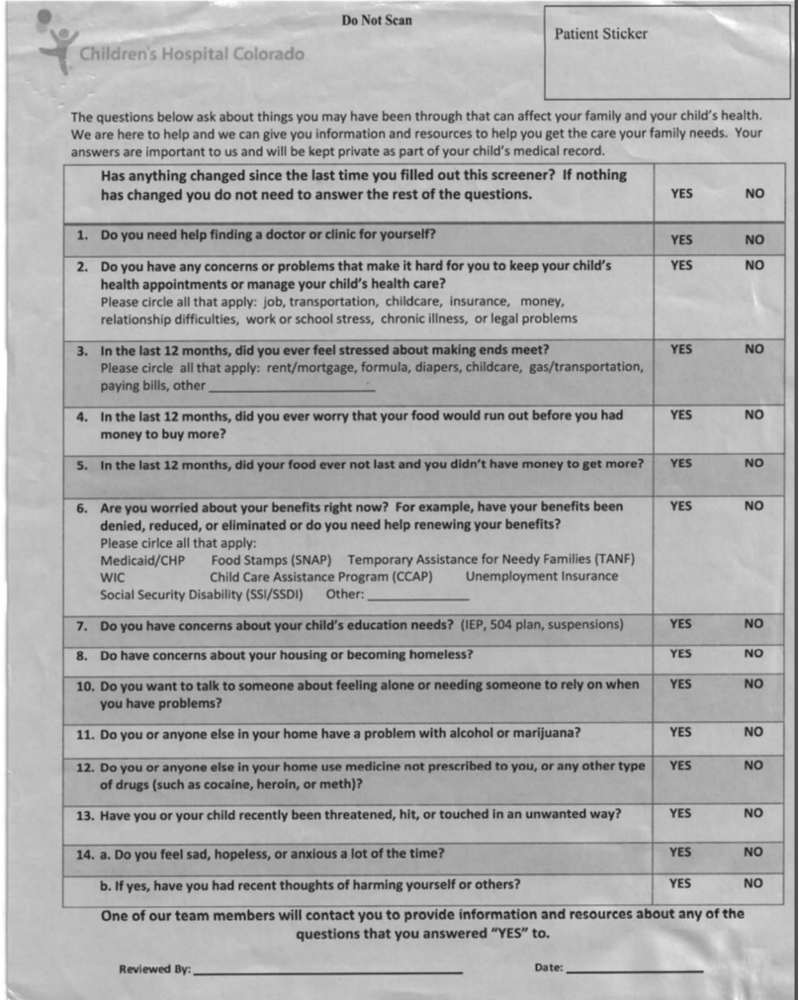 Do Not Scan
Children's Hospital Colorado
Patient Sticker
The questions below ask about things you may have been through that can affect your family and your child's health.
We are here to help and we can give you information and resources to help you get the care your family needs. Your
answers are important to us and will be kept private as part of your child's medical record.
Has anything changed since the last time you filled out this screener? If nothing
has changed you do not need to answer the rest of the questions. YES NO
1. Do you need help finding a doctor or clinic for yourself? YES NO
2. Do you have any concerns or problems that make it hard for you to keep your child's YES NO
health appointments or manage your child's health care?
Please circle all that apply: job, transportation, childcare, insurance, money,
relationship difficulties, work or school stress, chronic illness, or legal problems
3. In the last 12 months, did you ever feel stressed about making ends meet? YES NO
Please circle all that apply: rent/mortgage, formula, diapers, childcare, gas/transportation,
paying bills, other ____
4. In the last 12 months, did you ever worry that your food would run out before you had YES NO
money to buy more?
5. In the last 12 months, did your food ever not last and you didn't have money to get more? YES NO
6. Are you worried about your benefits right now? For example, have your benefits been YES NO
denied, reduced, or eliminated or do you need help renewing your benefits?
Please cirlce all that apply:
Medicaid/CHP Food Stamps (SNAP) Temporary Assistance for Needy Families (TANF)
WIC Child Care Assistance Program (CCAP) Unemployment Insurance
Social Security Disability (SSI/SSDI) Other: ____
7. Do you have concerns about your child's education needs? (IEP, 504 plan, suspensions) YES NO
8. Do have concerns about your housing or becoming homeless? YES NO
10. Do you want to talk to someone about feeling alone or needing someone to rely on when YES NO
you have problems?
11. Do you or anyone else in your home have a problem with alcohol or marijuana? YES NO
12. Do you or anyone else in your home use medicine not prescribed to you, or any other type YES NO
of drugs (such as cocaine, heroin, or meth)?
13. Have you or your child recently been threatened, hit, or touched in an unwanted way? YES NO
14. a. Do you feel sad, hopeless, or anxious a lot of the time? YES NO
b. If yes, have you had recent thoughts of harming yourself or others? YES NO
One of our team members will contact you to provide information and resources about any of the
questions that you answered "YES" to.
Reviewed By: ____ Date: ____